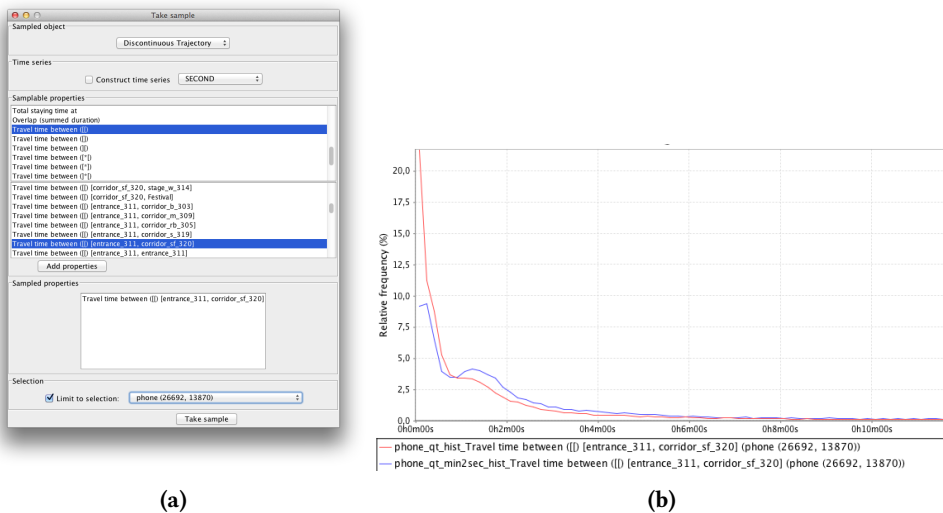 Take sample
Sampled object
Discontinuous Trajectory
Time series
Construct time series SECOND
Samplable properties
Total staying time at
Overlap (summed duration)
Travel time between ([[)
Travel time between ([])
Travel time between (][)
Travel time between ([*[)
Travel time between ([*])
Travel time between (]*[)
Travel time between ([[) [corridor_sf_320, stage_w_314]
Travel time between ([[) [corridor_sf_320, Festival]
Travel time between ([[) [entrance_311, corridor_b_303]
Travel time between ([[) [entrance_311, corridor_m_309]
Travel time between ([[) [entrance_311, corridor_rb_305]
Travel time between ([[) [entrance_311, corridor_s_319]
Travel time between ([[) [entrance_311, corridor_sf_320]
Travel time between ([[) [entrance_311, entrance_311]
Add properties
Sampled properties
Travel time between ([[) [entrance_311, corridor_sf_320]
Selection
Limit to selection: phone (26692, 13870)
Take sample
(a)
Relative frequency (%)
20,0
17,5
15,0
12,5
10,0
7,5
5,0
2,5
0,0
0h0m00s 0h2m00s 0h4m00s 0h6m00s 0h8m00s 0h10m00s
phone_qt_hist_Travel time between ([[) [entrance_311, corridor_sf_320] (phone (26692, 13870))
phone_qt_min2sec_hist_Travel time between ([[) [entrance_311, corridor_sf_320] (phone (26692, 13870))
(b)